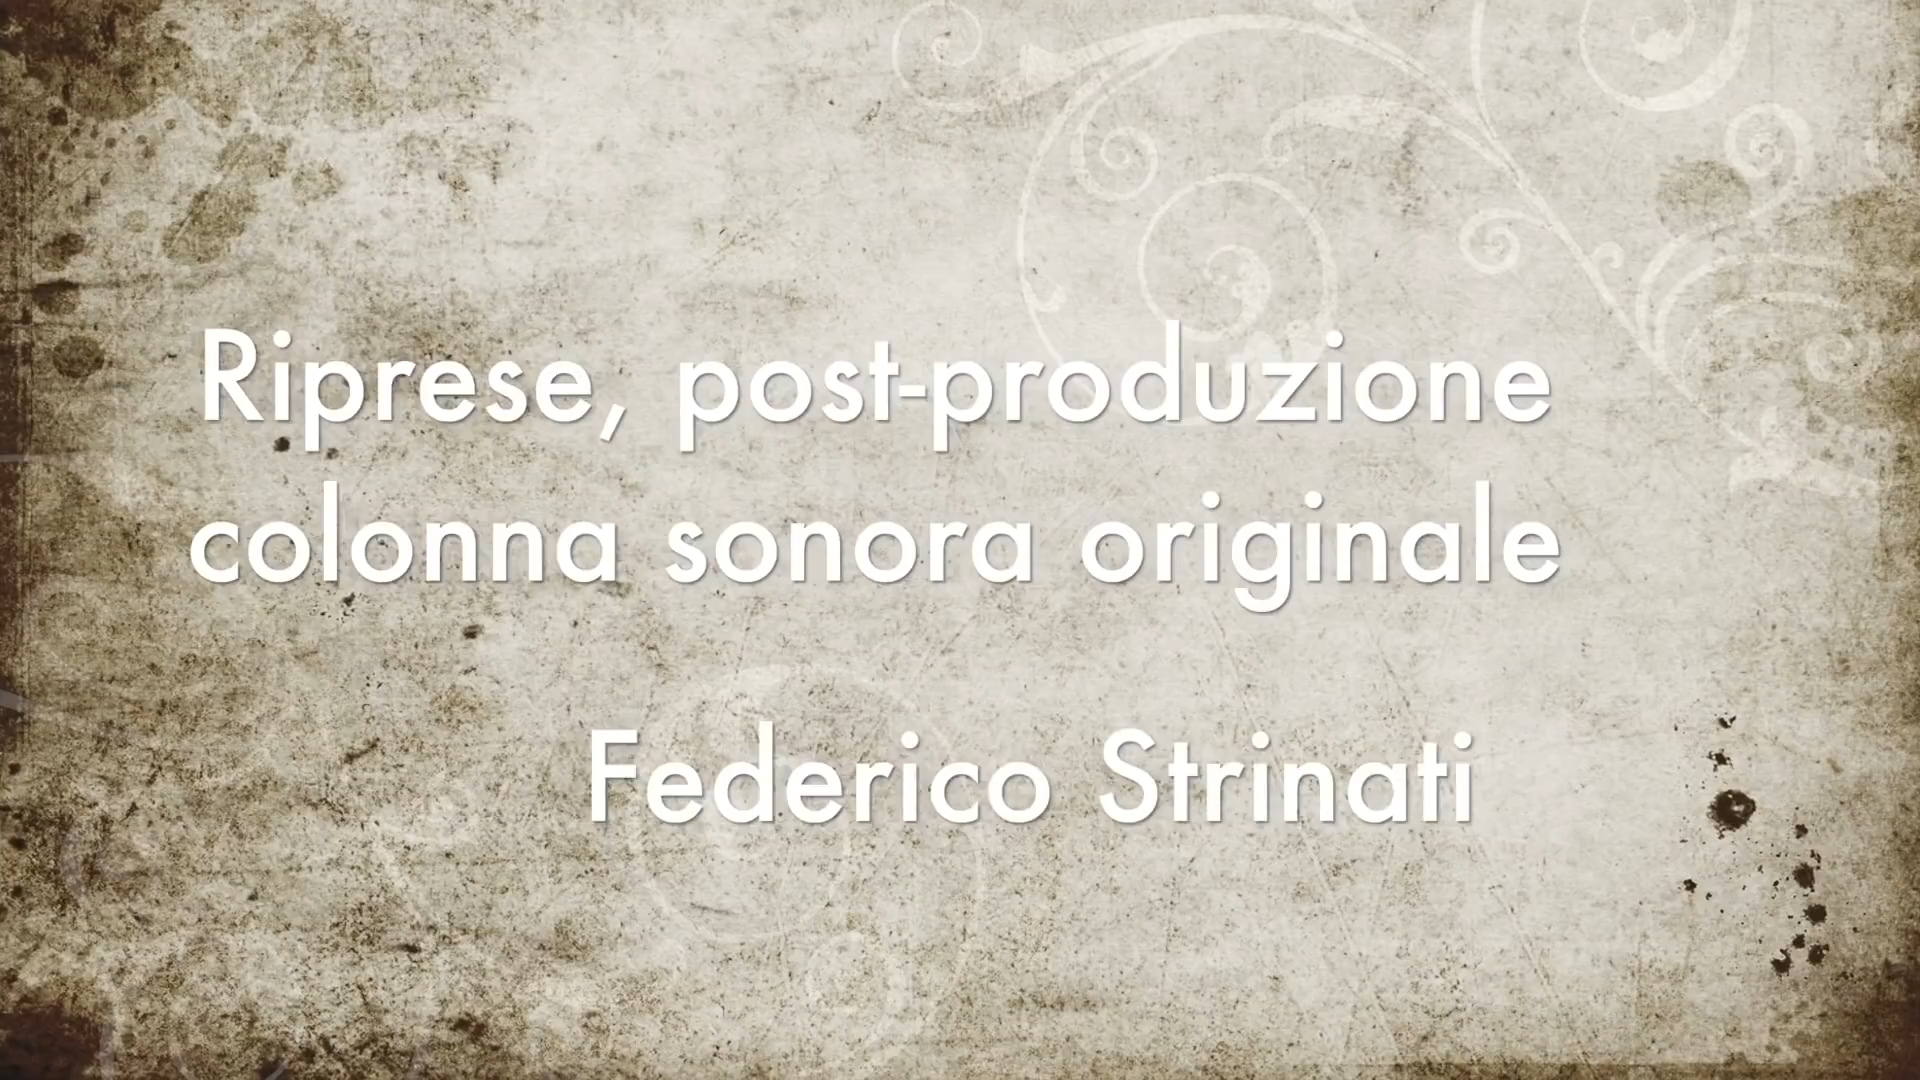 Riprese, post-produzione
colonna sonora originale
Federico Strinati